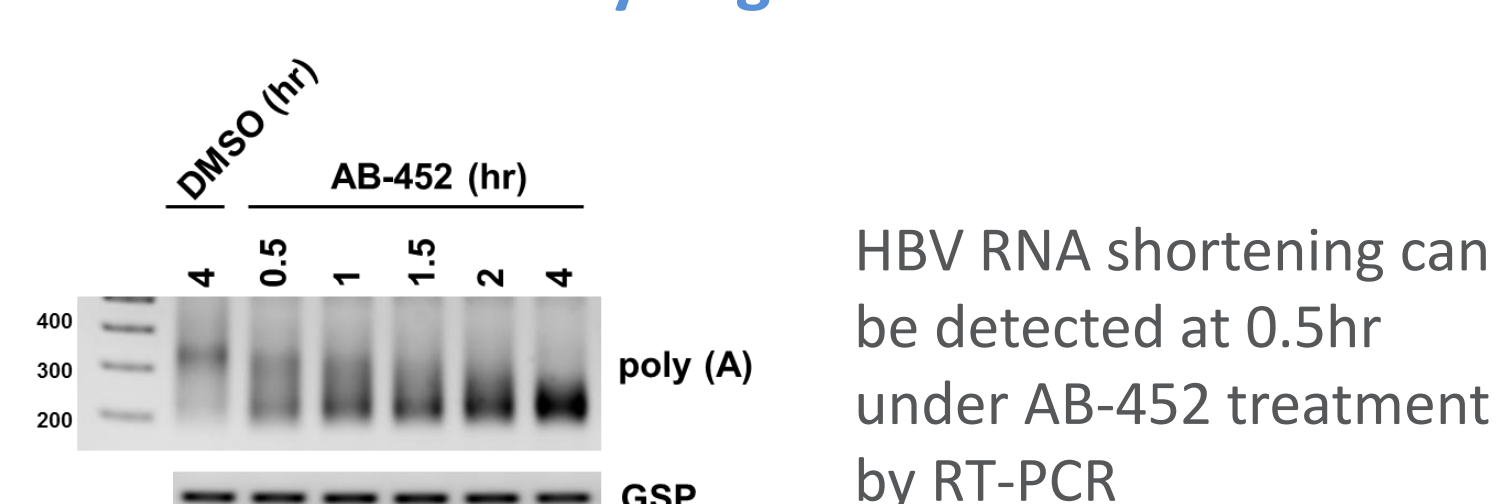 DMSO (hr)
AB-452 (hr)
4 0.5 1 1.5 2 4
400
300
200
poly (A)
GSP
HBV RNA shortening can
be detected at 0.5hr
under AB-452 treatment
by RT-PCR